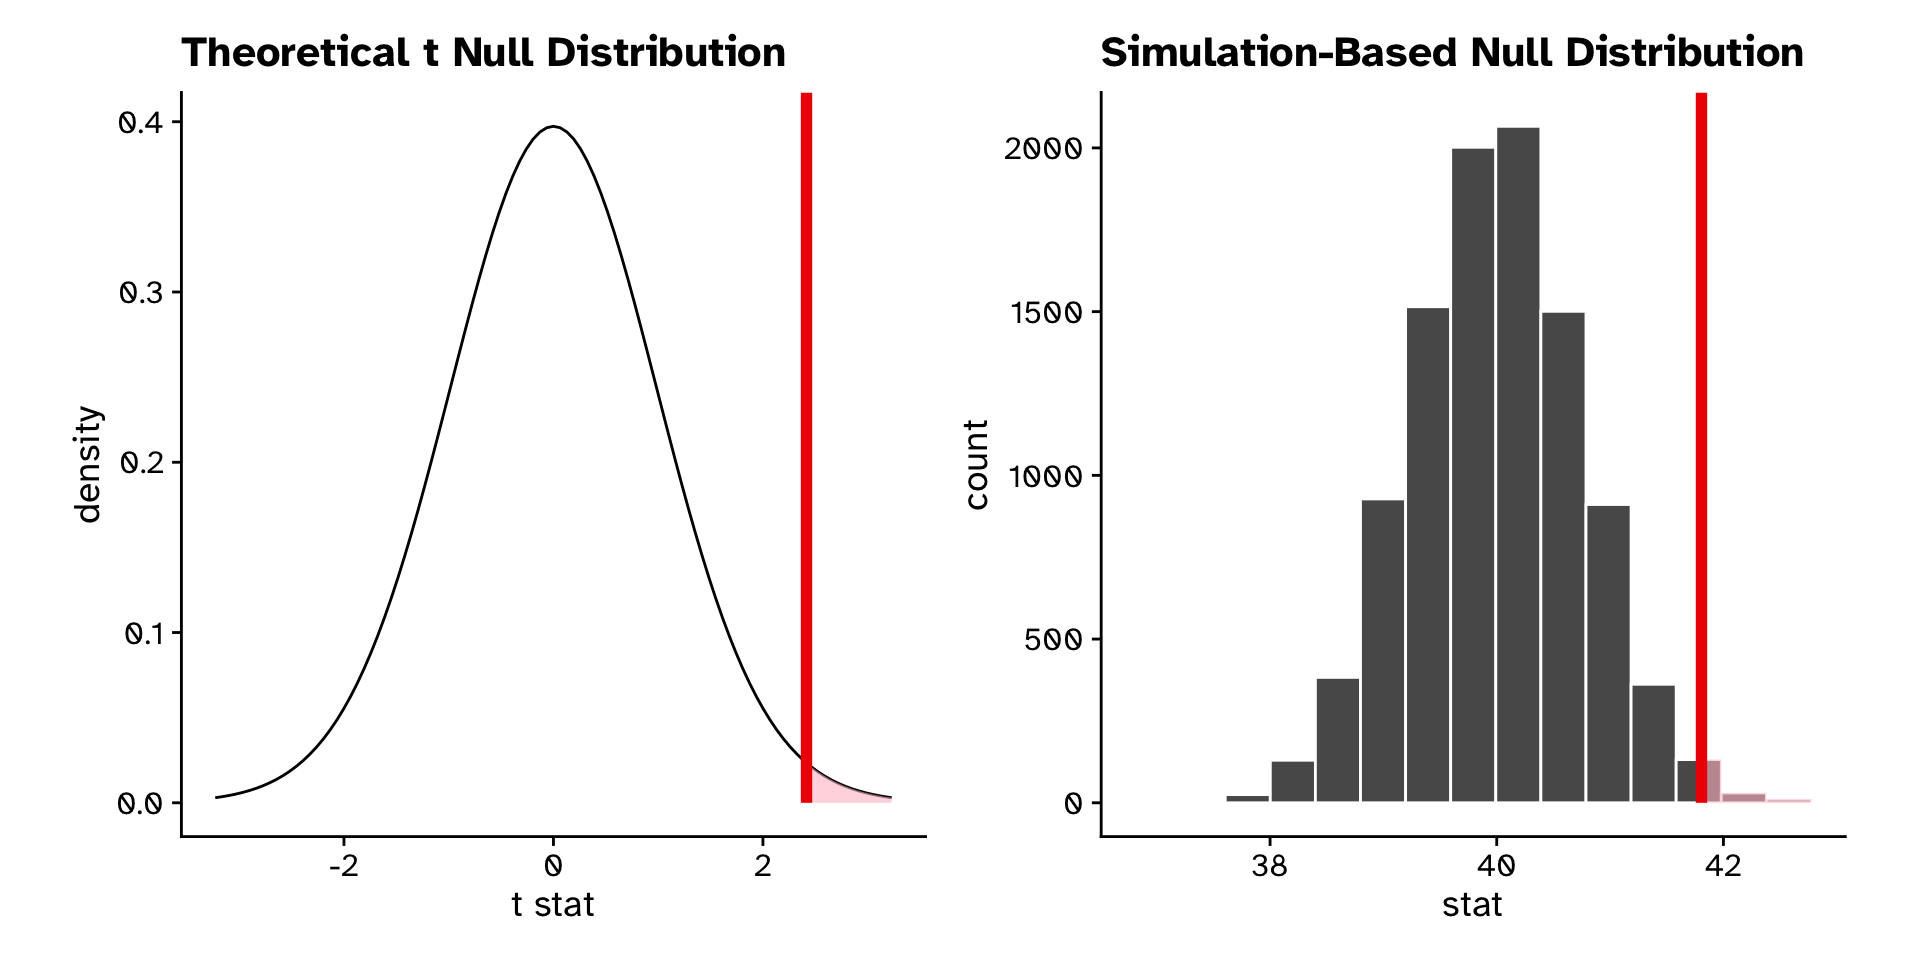 Theoretical t Null Distribution
0.4
0.3
0.2
0.1
0.0
density
-2
0
2
t stat
Simulation-Based Null Distribution
2000
1500
1000
500
0
count
38
40
42
stat